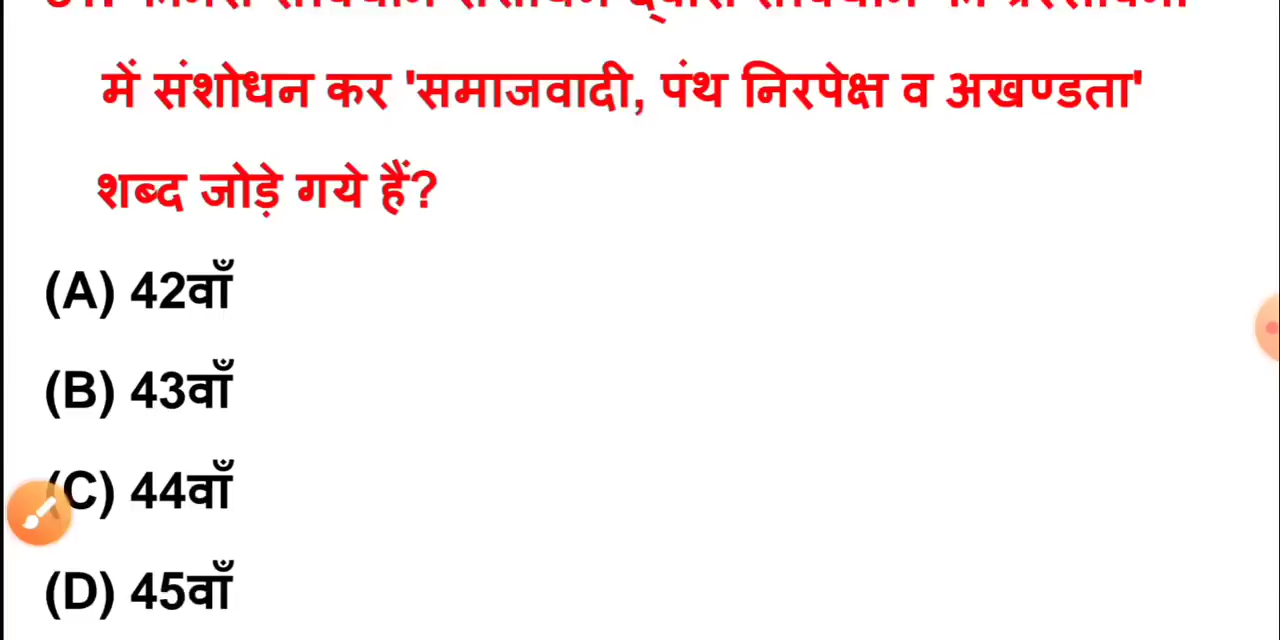 में संशोधन कर 'समाजवादी, पंथ निरपेक्ष व अखण्डता'
शब्द जोड़े गये हैं?
(A) 42वाँ
(B) 43वाँ
(C) 44वाँ
(D) 45वाँ